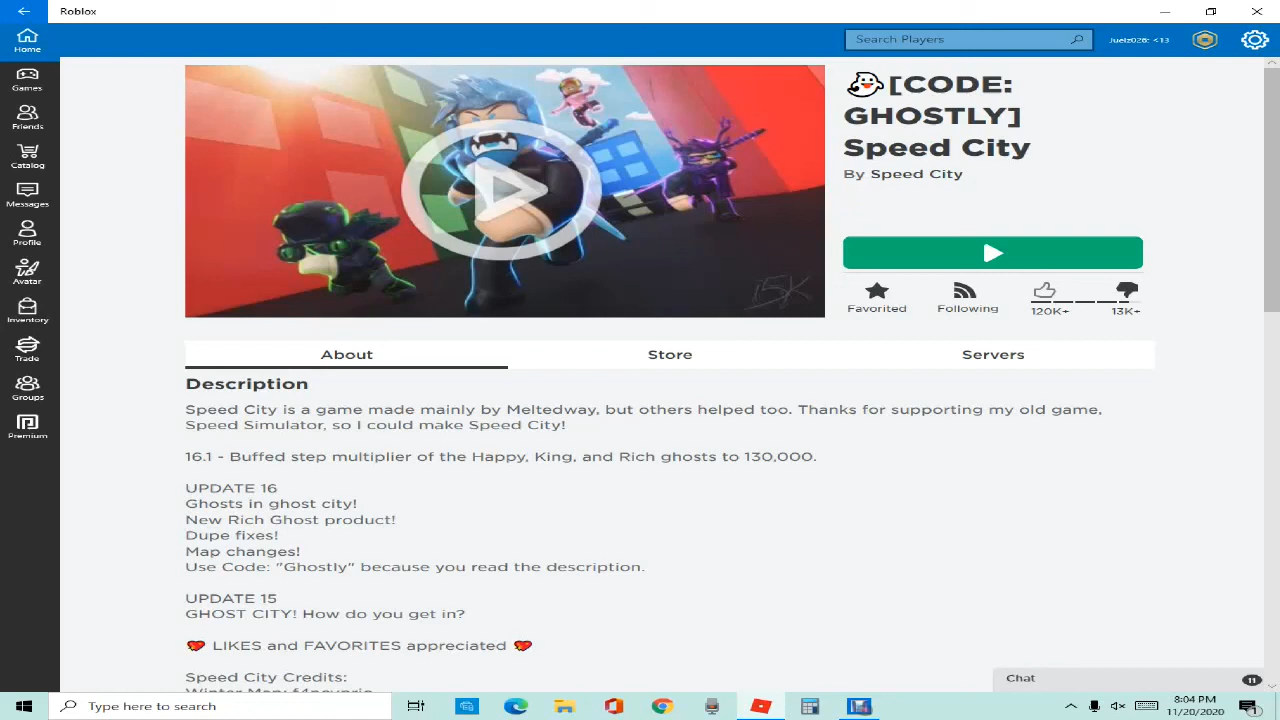 Roblox
Home
Search Players
Juelz026: <13
Games
Friends
Catalog
Messages
Profile
Avatar
Inventory
Trade
Groups
Premium
15K
[CODE:
GHOSTLY]
Speed City
By Speed City
Favorited
Following
120K+
13K+
About
Store
Servers
Description
Speed City is a game made mainly by Meltedway, but others helped too. Thanks for supporting my old game,
Speed Simulator, so I could make Speed City!
16.1 - Buffed step multiplier of the Happy, King, and Rich ghosts to 130,000.
UPDATE 16
Ghosts in ghost city!
New Rich Ghost product!
Dupe fixes!
Map changes!
Use Code: "Ghostly" because you read the description.
UPDATE 15
GHOST CITY! How do you get in?
LIKES and FAVORITES appreciated
Speed City Credits:
Chat
Type here to search
8:04 PM
11/20/2020